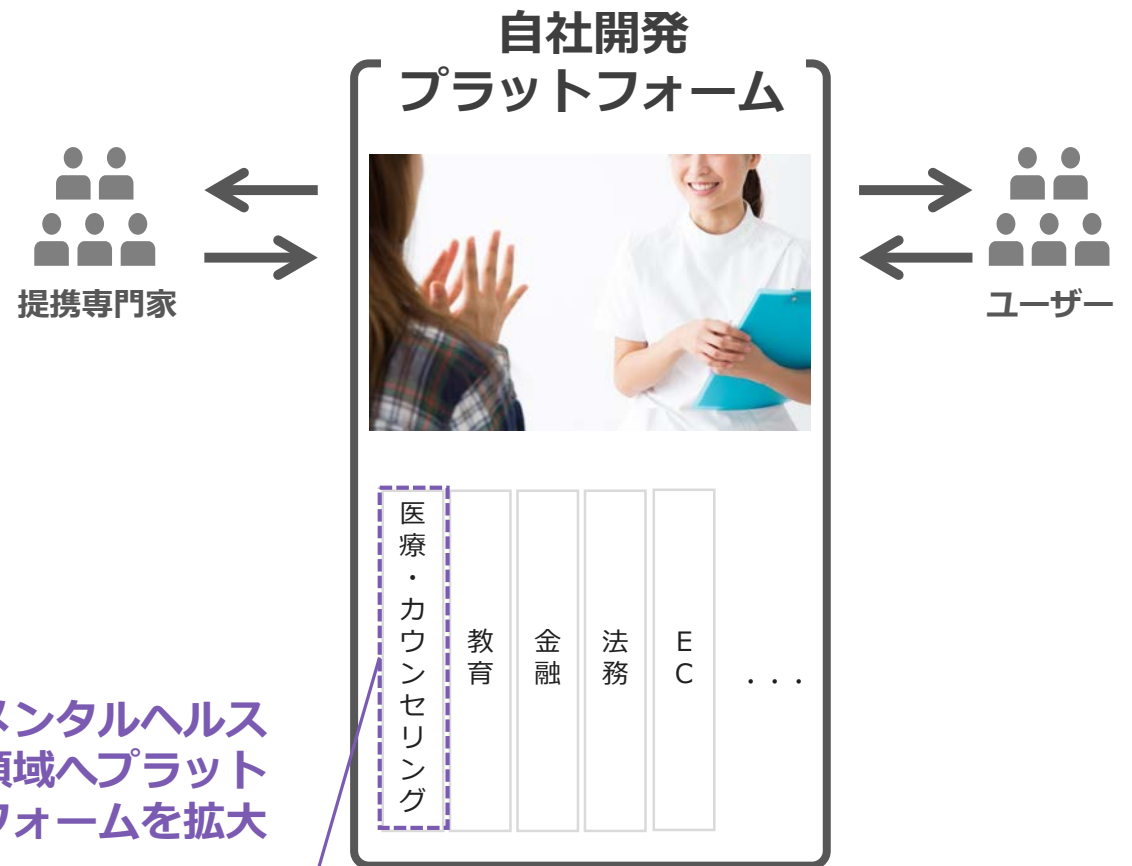 自社開発
プラットフォーム
提携専門家
ユーザー
医療・カウンセリング
教育
金融
法務
EC
...
メンタルヘルス
領域へプラット
フォームを拡大